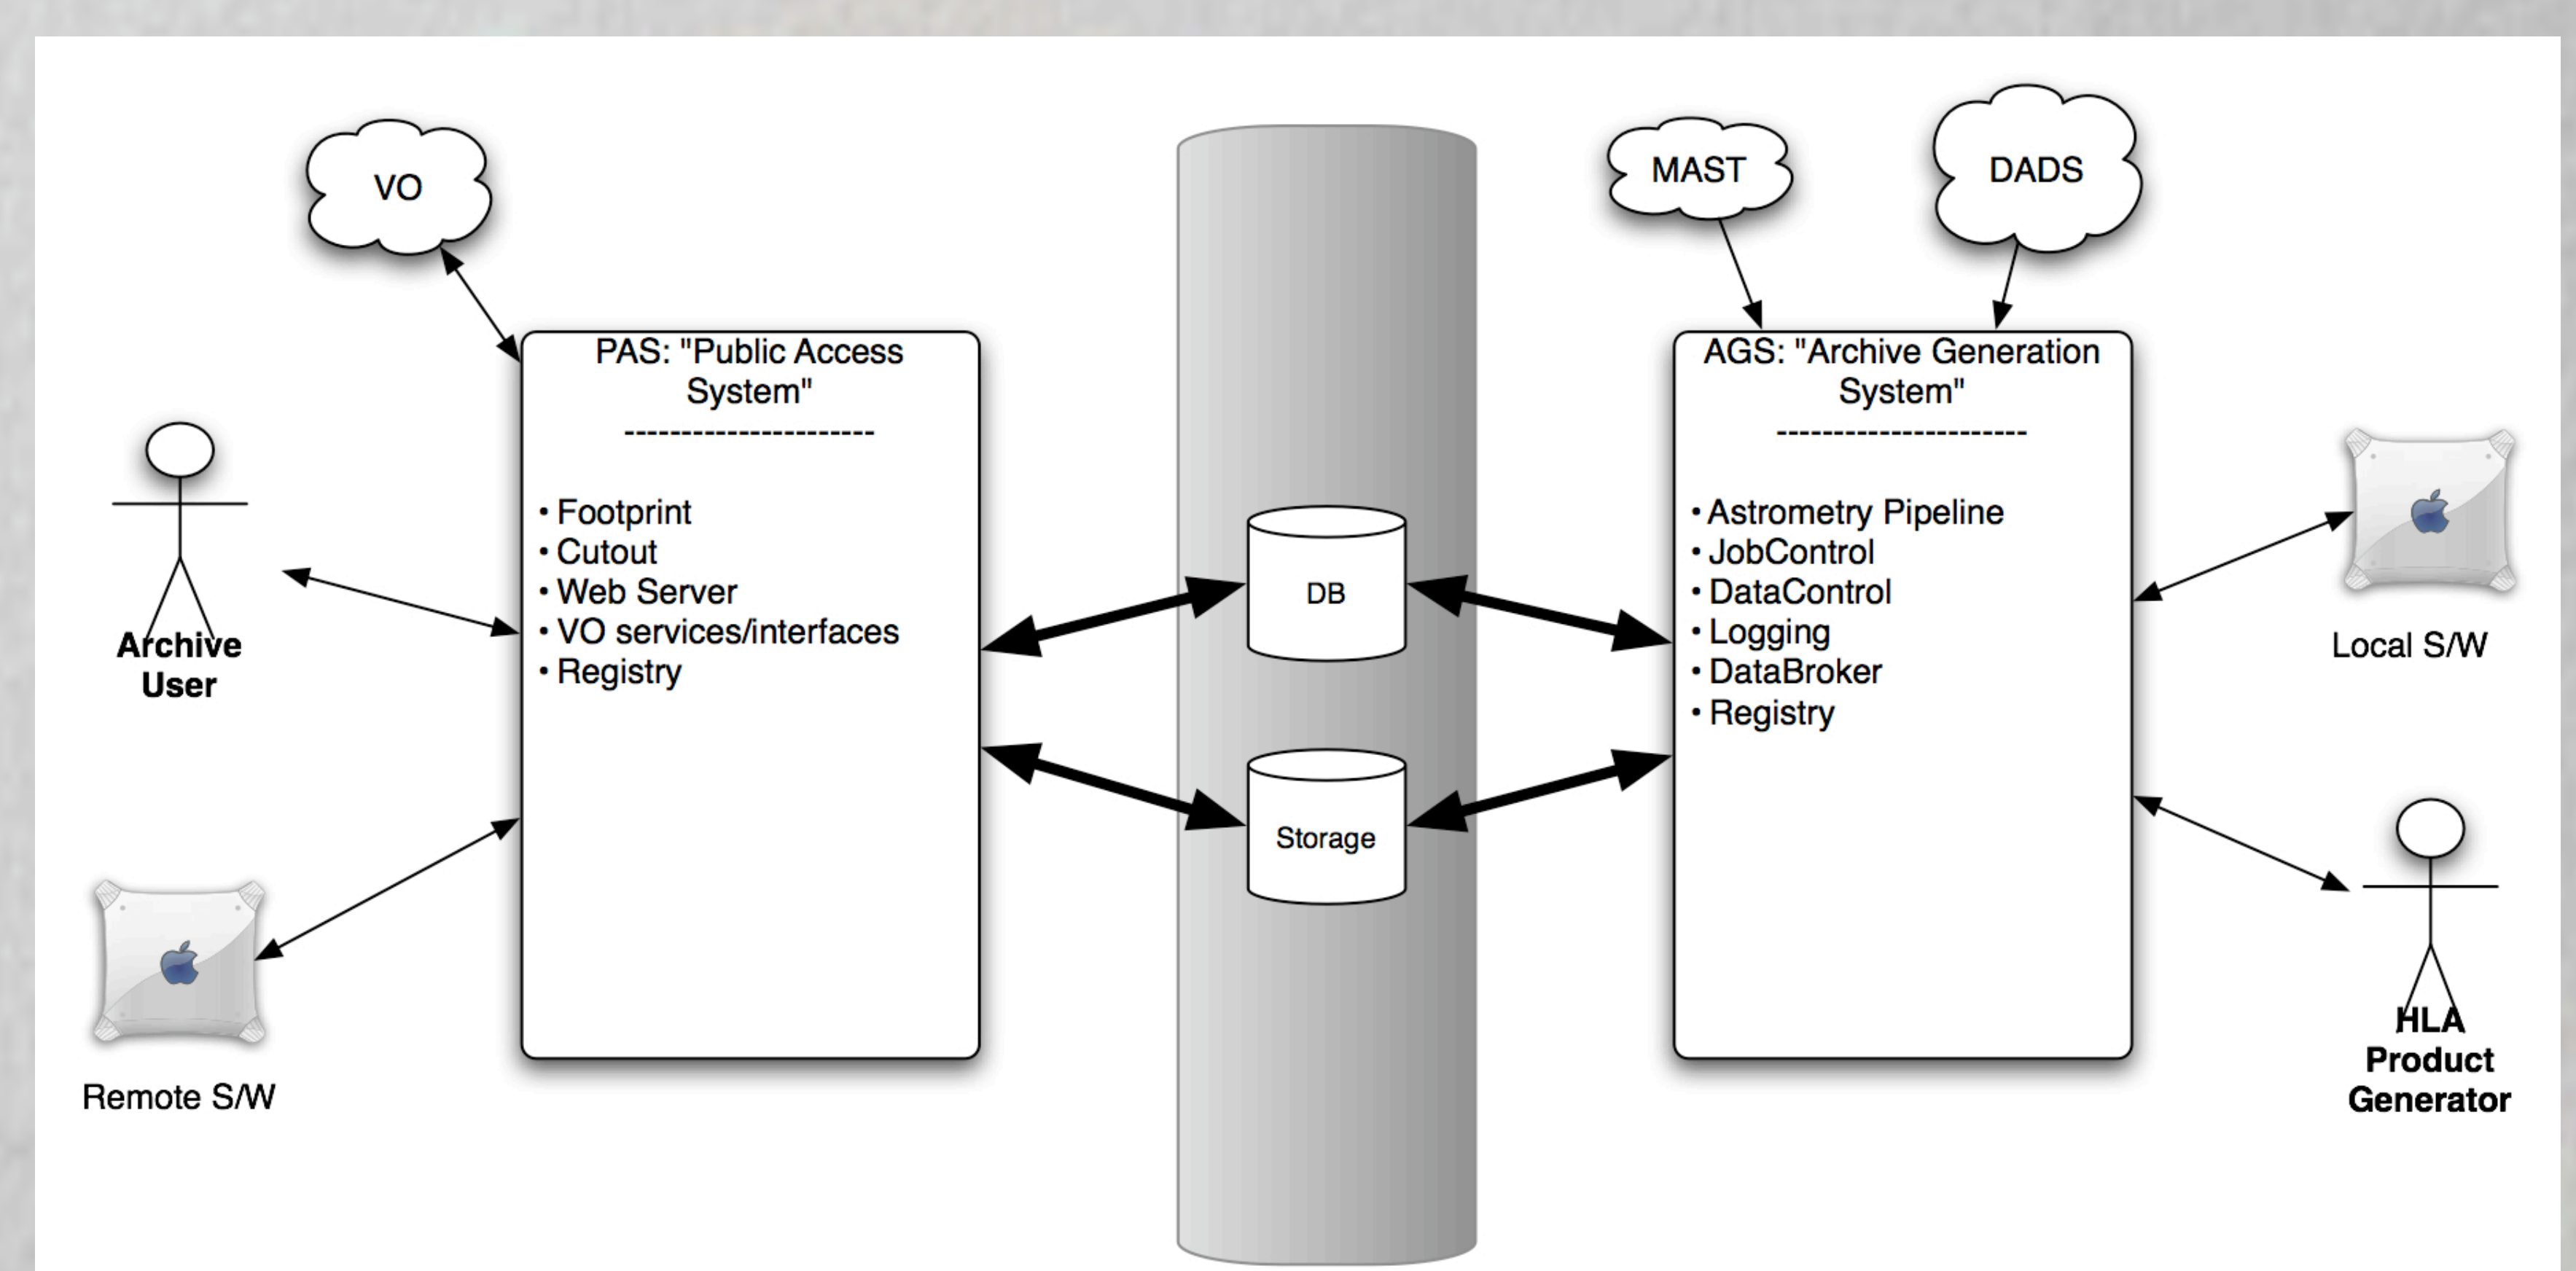 VO
MAST
DADS
PAS: "Public Access
System"
----------------------
• Footprint
• Cutout
• Web Server
• VO services/interfaces
• Registry
Archive
User
Remote S/W
DB
Storage
AGS: "Archive Generation
System"
----------------------
• Astrometry Pipeline
• JobControl
• DataControl
• Logging
• DataBroker
• Registry
Local S/W
HLA
Product
Generator